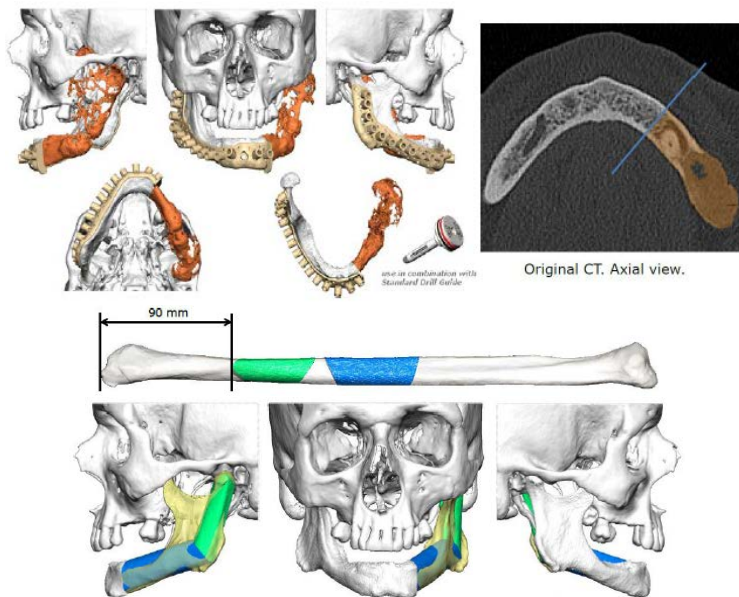 use in combination with
Standard Drill Guide
Original CT. Axial view.
90 mm